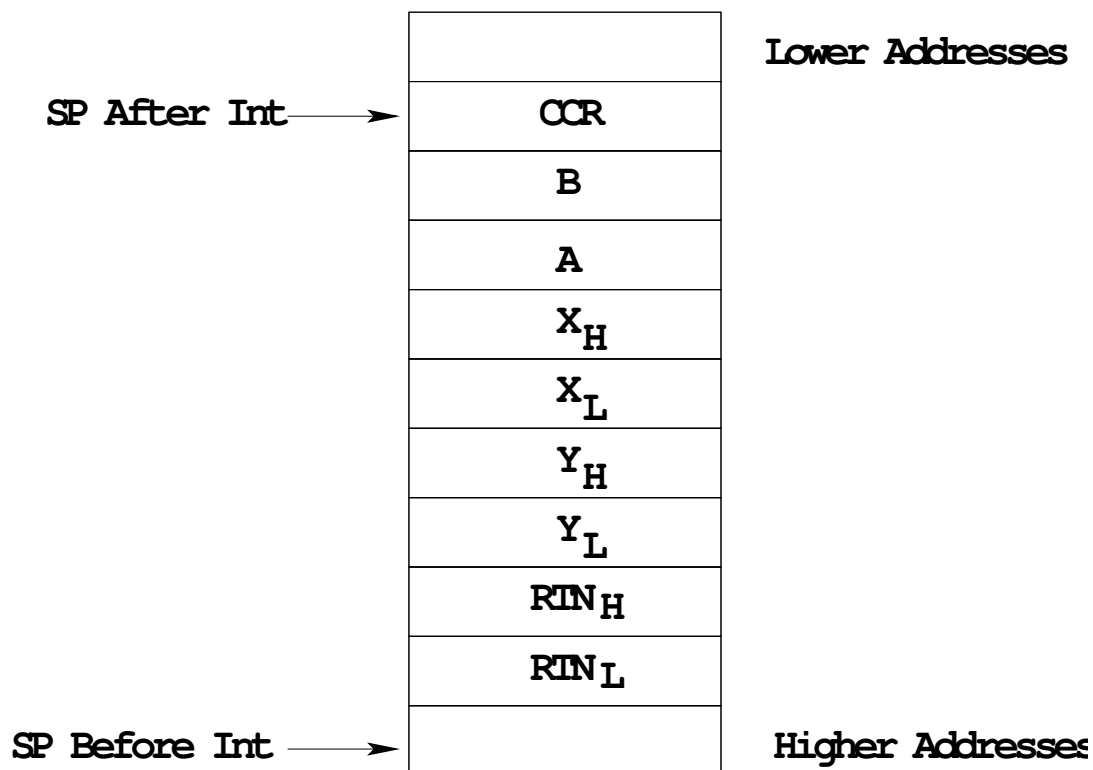 Lower Addresses
SP After Int
CCR
B
A
XH
XL
YH
YL
RTNH
RTNL
SP Before Int
Higher Addresses